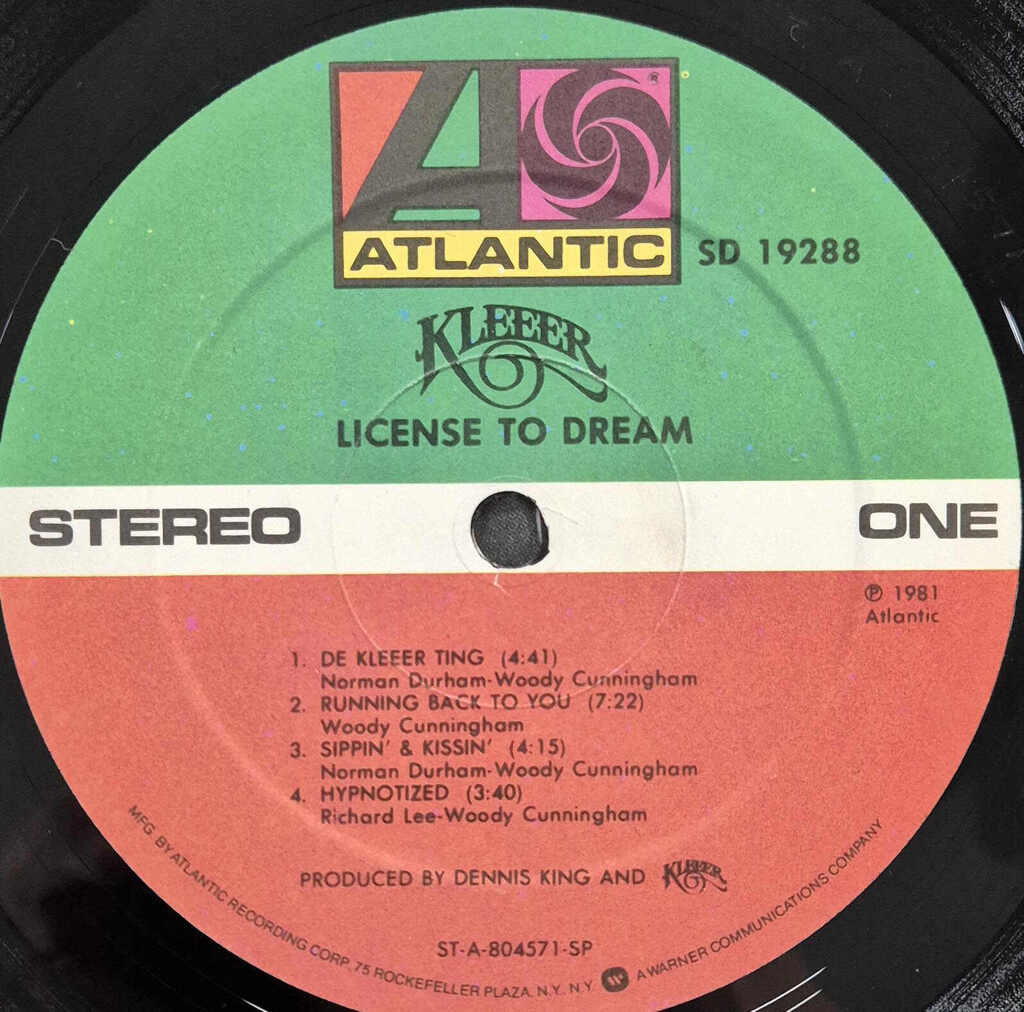 ATLANTIC
®
SD 19288
KLEEER
LICENSE TO DREAM
STEREO
ONE
℗ 1981
Atlantic
1. DE KLEEER TING (4:41)
Norman Durham-Woody Cunningham
2. RUNNING BACK TO YOU (7:22)
Woody Cunningham
3. SIPPIN' & KISSIN' (4:15)
Norman Durham-Woody Cunningham
4. HYPNOTIZED (3:40)
Richard Lee-Woody Cunningham
PRODUCED BY DENNIS KING AND KLEEER
ST-A-804571-SP
MFG. BY ATLANTIC RECORDING CORP. 75 ROCKEFELLER PLAZA, N.Y. N.Y. A WARNER COMMUNICATIONS COMPANY